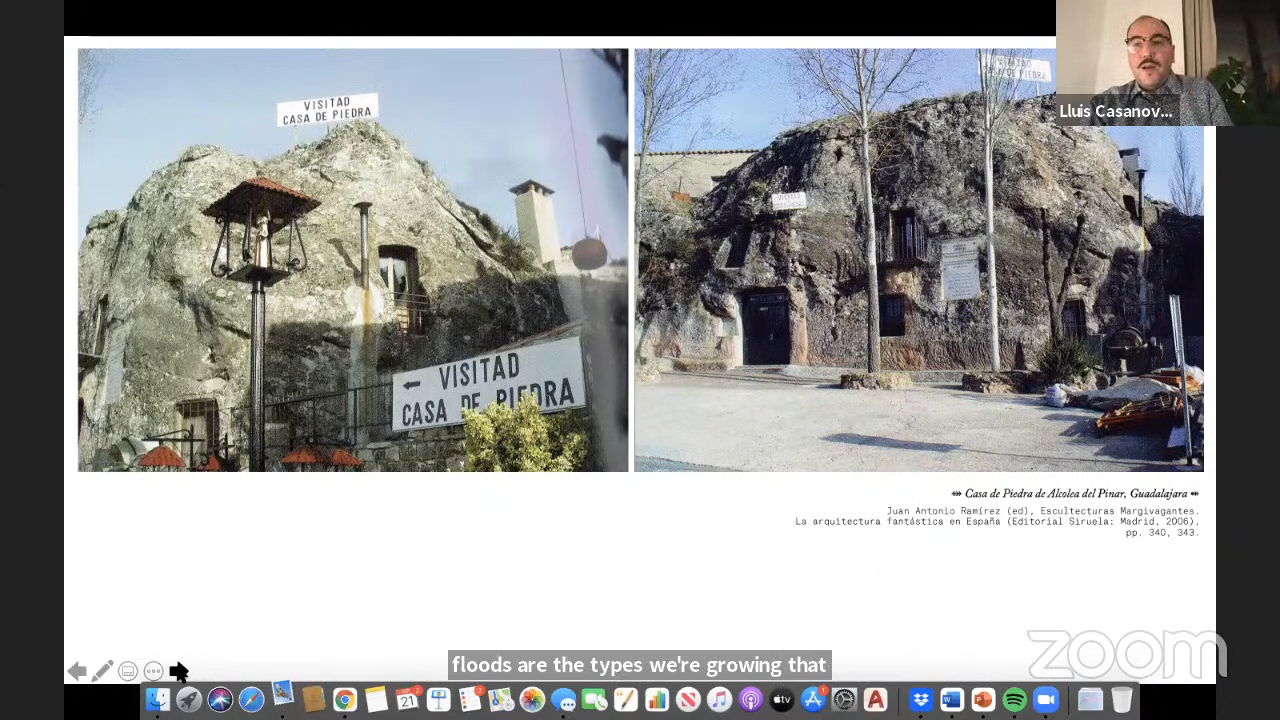 VISITAD
CASA DE PIEDRA
VISITAD
CASA DE PIEDRA
VISITAD
CASA DE PIEDRA
Lluis Casanov...
⤗ Casa de Piedra de Alcolea del Pinar, Guadalajara ⬷
Juan Antonio Ramírez (ed), Escultecturas Margivagantes.
La arquitectura fantástica en España (Editorial Siruela: Madrid, 2006),
pp. 340, 343.
floods are the types we're growing that
zoom
21
tv